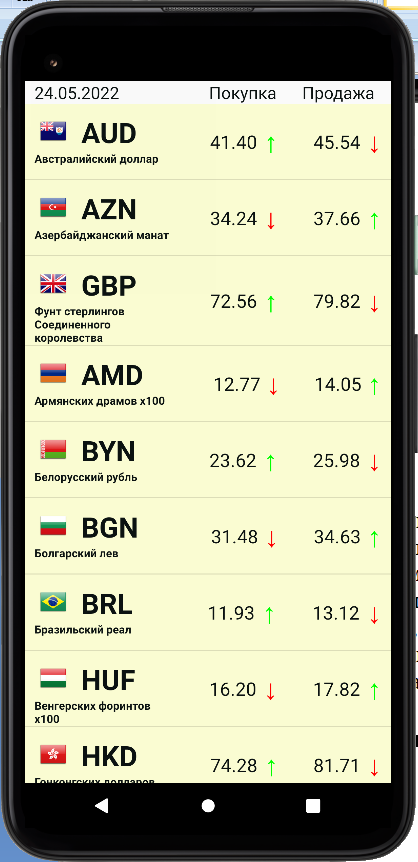 24.05.2022 Покупка Продажа
AUD 41.40 ↑ 45.54 ↓
Австралийский доллар
AZN 34.24 ↓ 37.66 ↑
Азербайджанский манат
GBP 72.56 ↑ 79.82 ↓
Фунт стерлингов
Соединенного
королевства
AMD 12.77 ↓ 14.05 ↑
Армянских драмов x100
BYN 23.62 ↑ 25.98 ↓
Белорусский рубль
BGN 31.48 ↓ 34.63 ↑
Болгарский лев
BRL 11.93 ↑ 13.12 ↓
Бразильский реал
HUF 16.20 ↓ 17.82 ↑
Венгерских форинтов
x100
HKD 74.28 ↑ 81.71 ↓
Гонконгских долларов